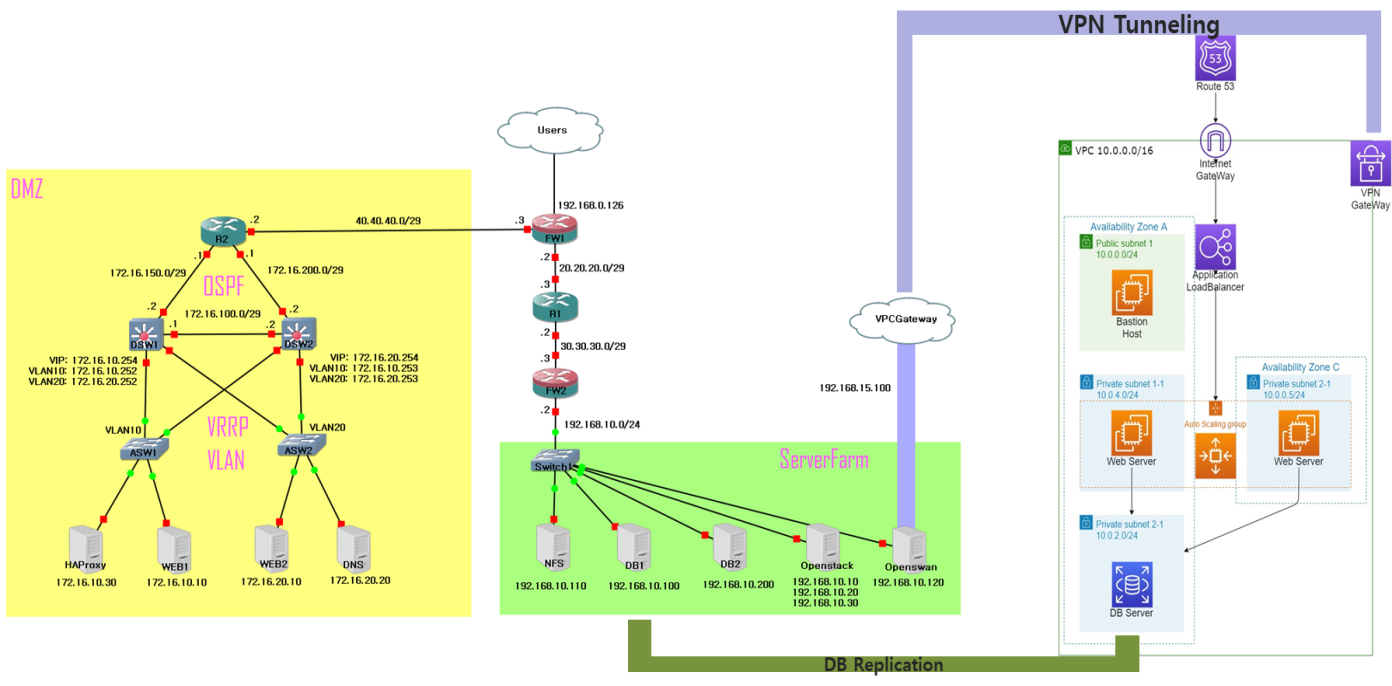 VPN Tunneling
53
Route 53
Internet
GateWay
VPC 10.0.0.0/16
VPN
GateWay
Users
192.168.0.126
DMZ
R2
.2
40.40.40.0/29
.3
FW1
.1
.1
172.16.150.0/29
172.16.200.0/29
OSPF
.2
20.20.20.0/29
.3
R1
.2
172.16.100.0/29
.2
.1
.2
DSW1
DSW2
.2
30.30.30.0/29
.3
FW2
VIP: 172.16.10.254
VLAN10: 172.16.10.252
VLAN20: 172.16.20.252
VIP: 172.16.20.254
VLAN10: 172.16.10.253
VLAN20: 172.16.20.253
.2
192.168.10.0/24
VRRP
VLAN
VLAN10
ASW1
VLAN20
ASW2
HAProxy
172.16.10.30
WEB1
172.16.10.10
WEB2
172.16.20.10
DNS
172.16.20.20
ServerFarm
Switch1
NFS
192.168.10.110
DB1
192.168.10.100
DB2
192.168.10.200
Openstack
192.168.10.10
192.168.10.20
192.168.10.30
Openswan
192.168.10.120
VPCGateway
192.168.15.100
Availability Zone A
Public subnet 1
10.0.0.0/24
Bastion
Host
Application
LoadBalancer
Availability Zone C
Private subnet 1-1
10.0.4.0/24
Private subnet 2-1
10.0.0.5/24
Auto Scaling group
Web Server
Web Server
Private subnet 2-1
10.0.2.0/24
DB Server
DB Replication